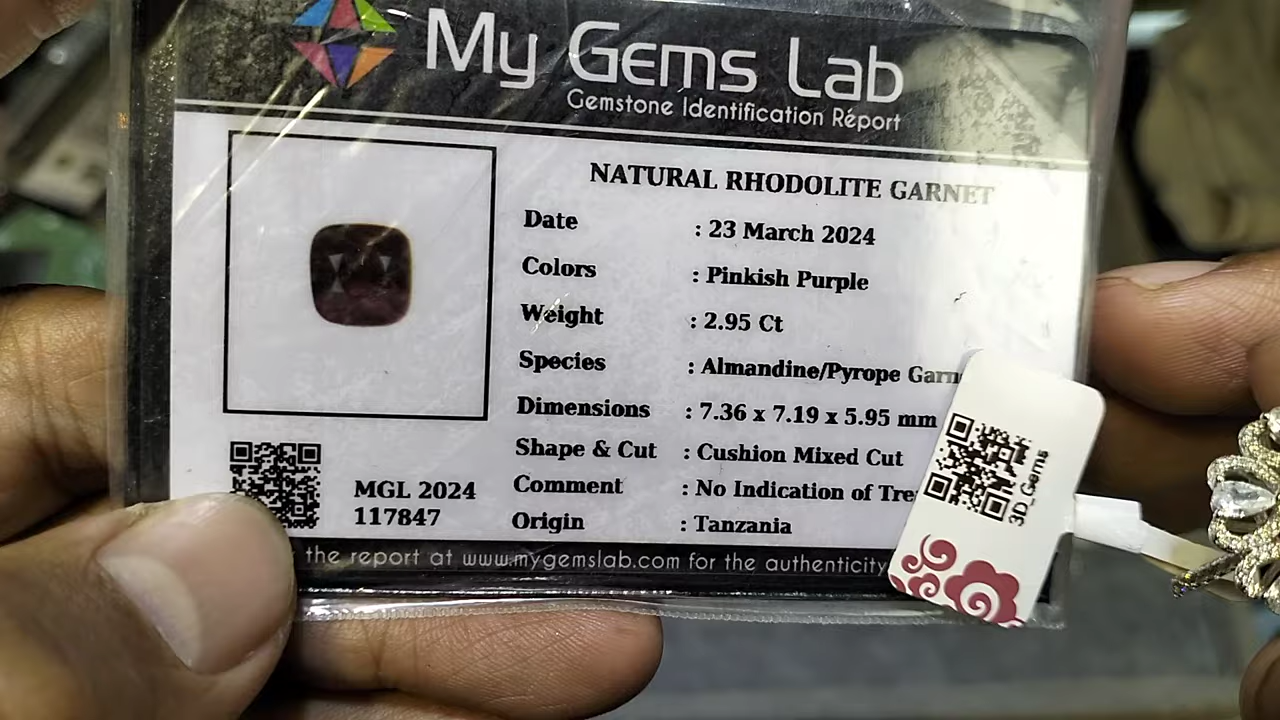 My Gems Lab
Gemstone Identification Report
NATURAL RHODOLITE GARNET
Date : 23 March 2024
Colors : Pinkish Purple
Weight : 2.95 Ct
Species : Almandine/Pyrope Garn
Dimensions : 7.36 x 7.19 x 5.95 mm
Shape & Cut : Cushion Mixed Cut
Comment : No Indication of Tre
Origin : Tanzania
MGL 2024
117847
the report at www.mygemslab.com for the authenticity
3D_Gems